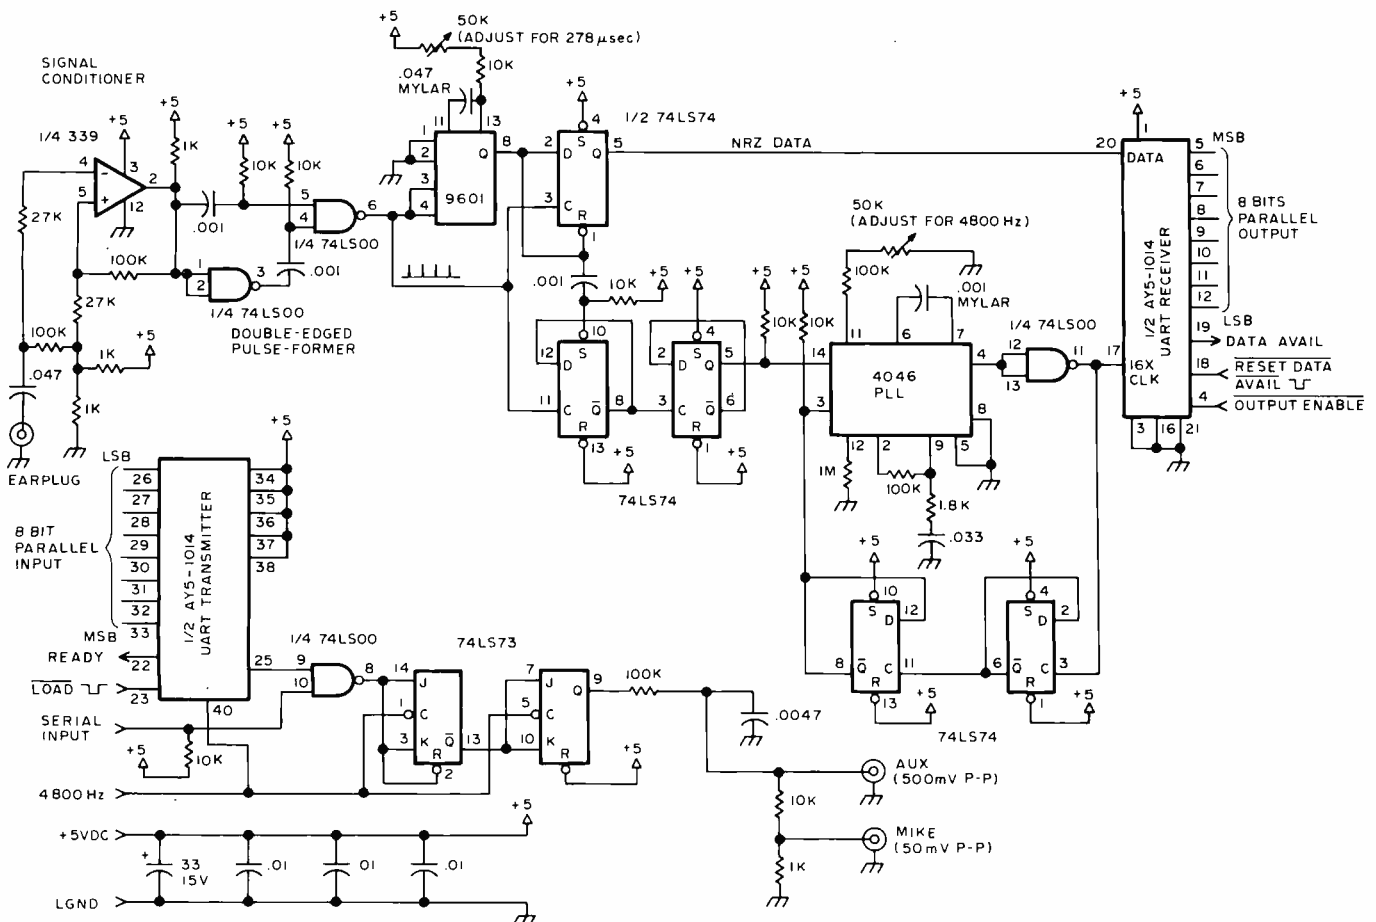 +5
50K
(ADJUST FOR 278μsec)
SIGNAL
CONDITIONER
.047
MYLAR
10K
+5
1/2 74LS74
+5
1/4 339
+5
+5
1K
+5
+5
11
13
4
1
MSB
4
3
2
10K
10K
1
2
Q
8
2
D
S
Q
5
NRZ DATA
20
DATA
5
6
5
12
9601
3
4
3
C
R
1
7
8
9
10
11
12
8 BITS
PARALLEL
OUTPUT
27K
.001
5
4
6
1/4 74LS00
50K
(ADJUST FOR 4800 Hz)
1/2 AY5-1014
UART RECEIVER
100K
1
2
3
.001
1/4 74LS00
DOUBLE-EDGED
PULSE-FORMER
27K
100K
1K
+5
.047
1K
EARPLUG
.001
10K
+5
+5
+5
+5
100K
.001
MYLAR
1/4 74LS00
LSB
19
DATA AVAIL
10K
10K
11
6
7
12
D
10
S
2
D
4
S
Q
5
14
4046
PLL
4
12
13
11
17
16X
CLK
18
RESET DATA
AVAIL
4
OUTPUT ENABLE
11
C
Q
8
3
C
Q
6
3
8
R
13
+5
R
1
+5
12
2
9
5
3
16
21
74LS74
1M
100K
1.8K
.033
LSB
+5
26
27
28
29
30
31
32
33
8 BIT
PARALLEL
INPUT
MSB
1/2 AY5-1014
UART TRANSMITTER
34
35
36
37
38
+5
+5
10
S
12
D
4
S
2
D
8
Q
C
11
6
Q
C
3
R
13
+5
R
1
+5
74LS74
READY
22
LOAD
23
25
40
1/4 74LS00
9
10
8
74LS73
14
J
1
C
3
K
Q
13
R
2
7
J
5
C
10
K
Q
9
R
+5
100K
.0047
SERIAL
INPUT
+5
10K
4800 Hz
AUX
(500mV P-P)
10K
MIKE
(50mV P-P)
1K
+5VDC
+5
+
33
15V
.01
.01
.01
LGND